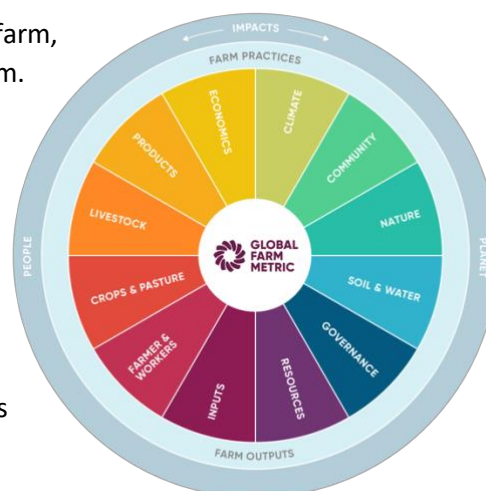 farm,
m.
s
IMPACTS
FARM PRACTICES
ECONOMICS
CLIMATE
PRODUCTS
COMMUNITY
LIVESTOCK
NATURE
PEOPLE
PLANET
GLOBAL
FARM
METRIC
CROPS & PASTURE
SOIL & WATER
FARMER &
WORKERS
GOVERNANCE
INPUTS
RESOURCES
FARM OUTPUTS